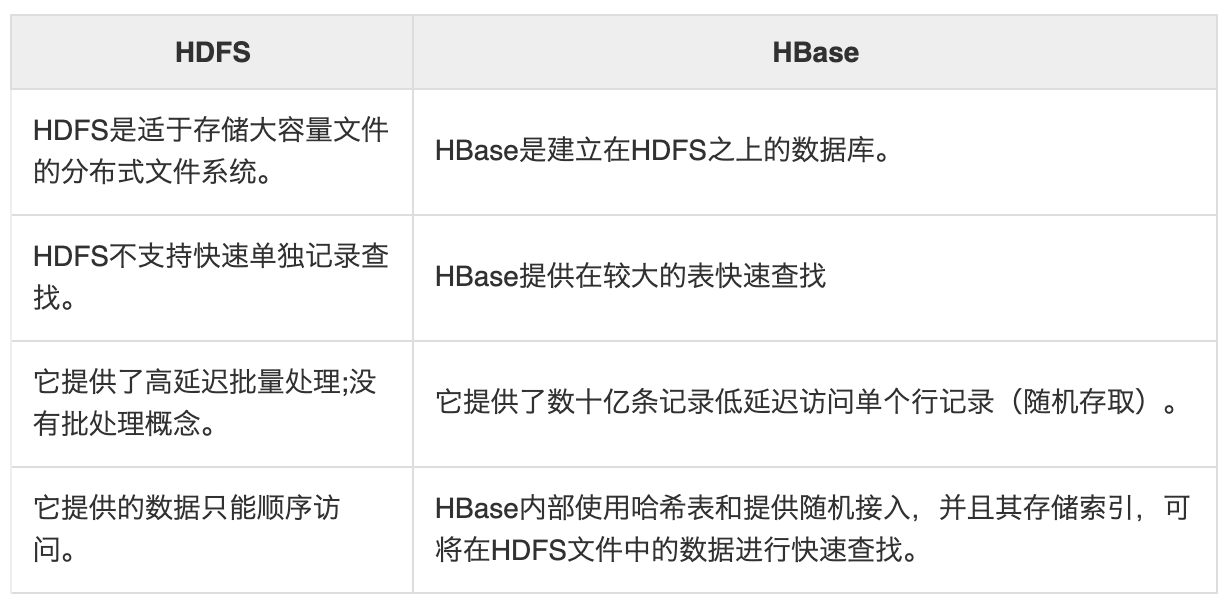 HDFS
HBase
HDFS是适于存储大容量文件
的分布式文件系统。
HBase是建立在HDFS之上的数据库。
HDFS不支持快速单独记录查
找。
HBase提供在较大的表快速查找
它提供了高延迟批量处理;没
有批处理概念。
它提供了数十亿条记录低延迟访问单个行记录（随机存取）。
它提供的数据只能顺序访
问。
HBase内部使用哈希表和提供随机接入，并且其存储索引，可
将在HDFS文件中的数据进行快速查找。